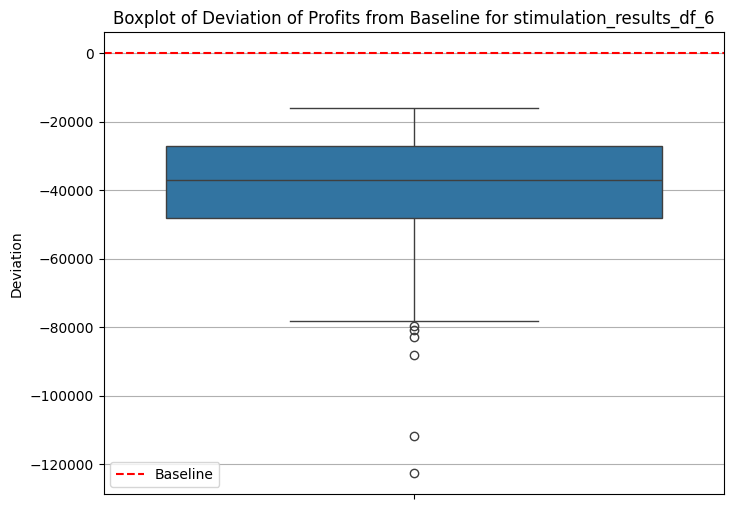 Boxplot of Deviation of Profits from Baseline for stimulation_results_df_6
0
−20000
−40000
−60000
−80000
−100000
−120000
Deviation
Baseline